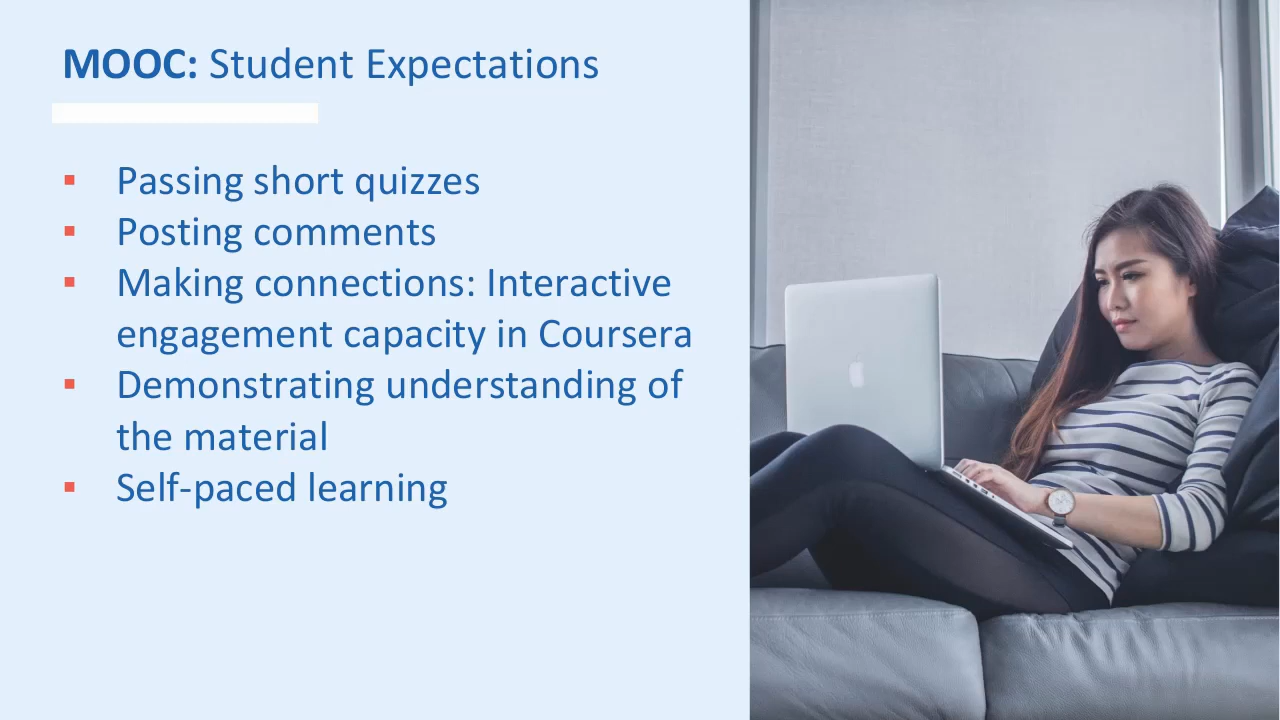 MOOC: Student Expectations
▪ Passing short quizzes
▪ Posting comments
▪ Making connections: Interactive
engagement capacity in Coursera
▪ Demonstrating understanding of
the material
▪ Self-paced learning